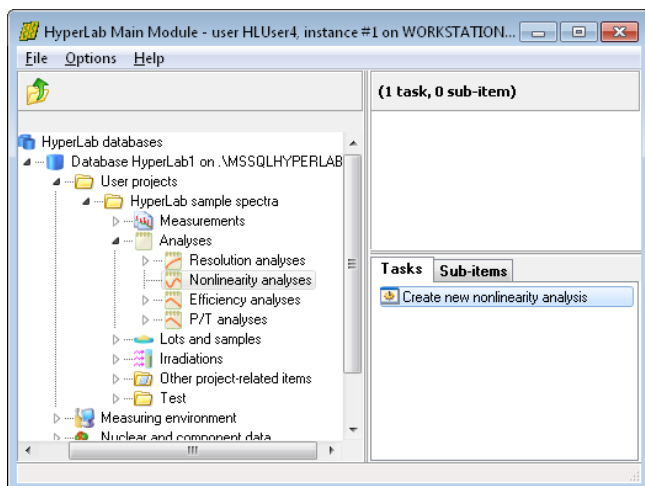 HyperLab Main Module - user HLUser4, instance #1 on WORKSTATION...
File Options Help
(1 task, 0 sub-item)
HyperLab databases
Database HyperLab1 on .\MSSQLHYPERLAB
User projects
HyperLab sample spectra
Measurements
Analyses
Resolution analyses
Nonlinearity analyses
Efficiency analyses
P/T analyses
Lots and samples
Irradiations
Other project-related items
Test
Measuring environment
Nuclear and component data
Tasks Sub-items
Create new nonlinearity analysis